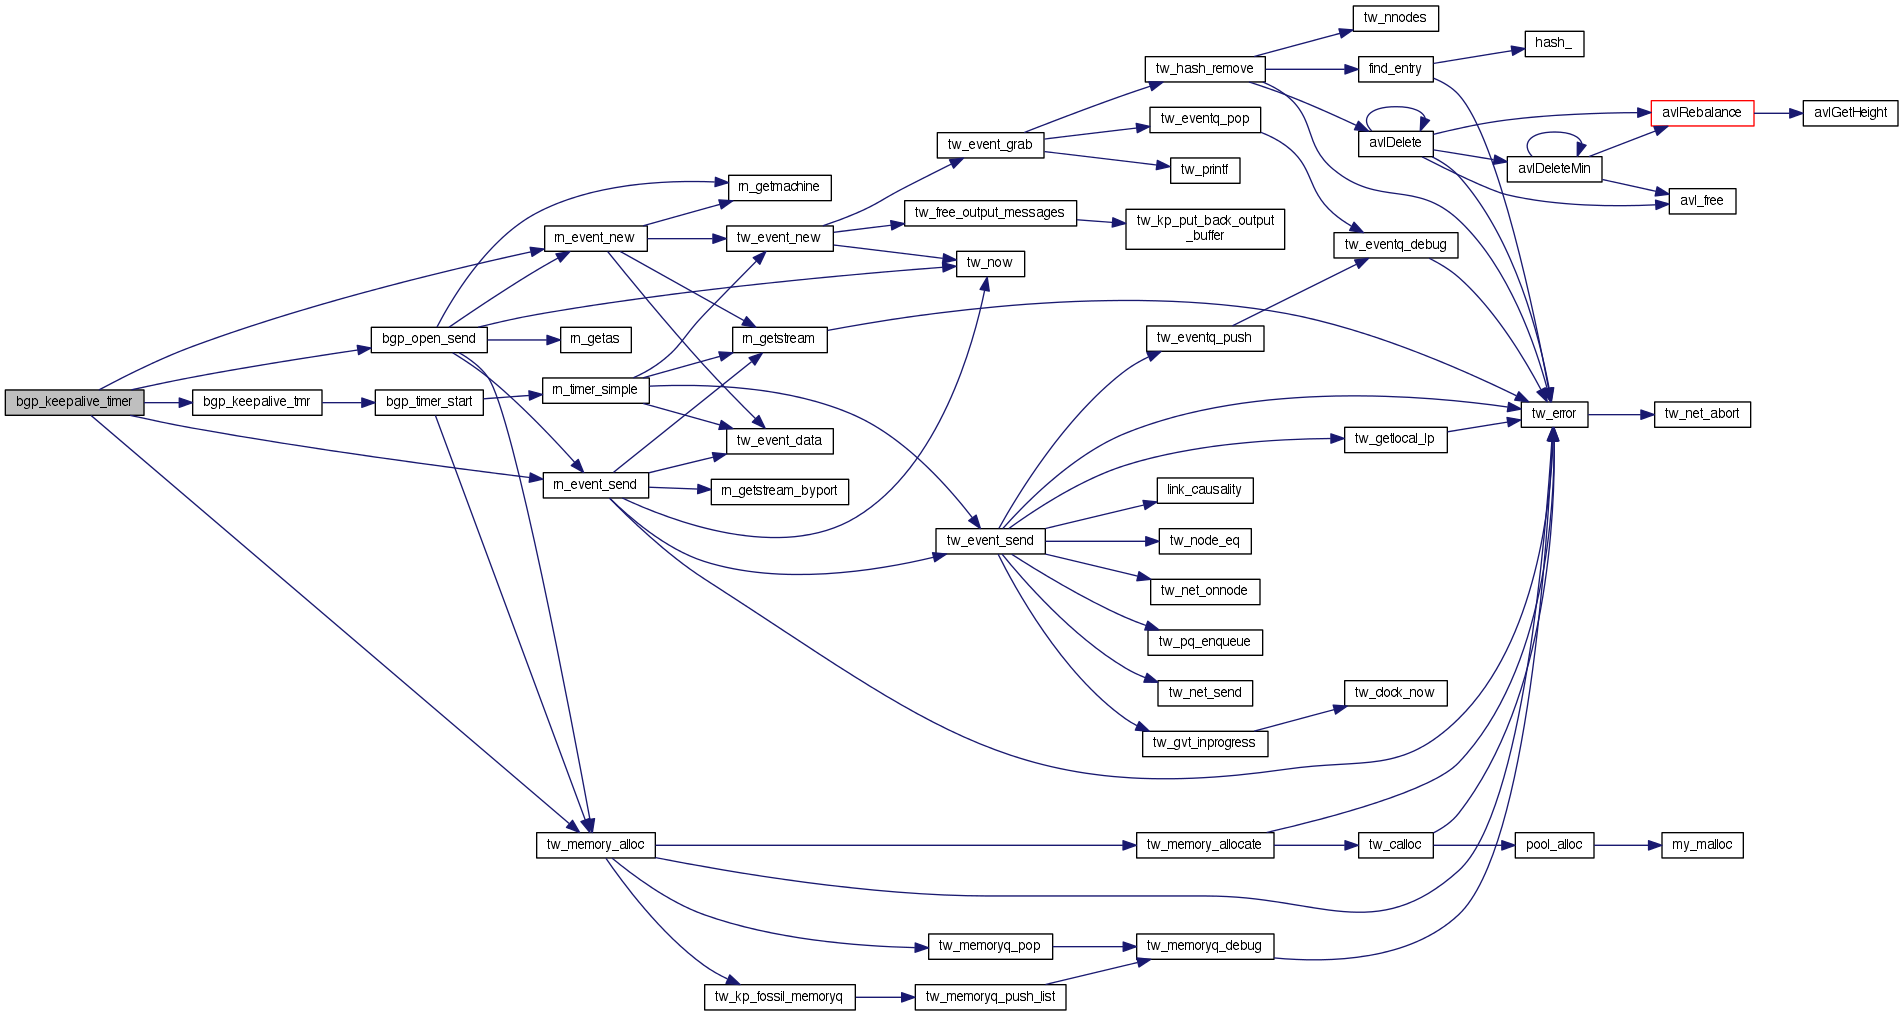 tw_nnodes
hash_
tw_hash_remove
find_entry
avlRebalance
avlGetHeight
tw_eventq_pop
avlDelete
tw_event_grab
avlDeleteMin
tw_printf
rn_getmachine
avl_free
tw_free_output_messages
tw_kp_put_back_output
_buffer
rn_event_new
tw_event_new
tw_eventq_debug
tw_now
bgp_open_send
rn_getas
rn_getstream
tw_eventq_push
rn_timer_simple
bgp_keepalive_timer
bgp_keepalive_tmr
bgp_timer_start
tw_error
tw_net_abort
tw_event_data
tw_getlocal_lp
rn_event_send
rn_getstream_byport
link_causality
tw_event_send
tw_node_eq
tw_net_onnode
tw_pq_enqueue
tw_net_send
tw_clock_now
tw_gvt_inprogress
tw_memory_alloc
tw_memory_allocate
tw_calloc
pool_alloc
my_malloc
tw_memoryq_pop
tw_memoryq_debug
tw_kp_fossil_memoryq
tw_memoryq_push_list